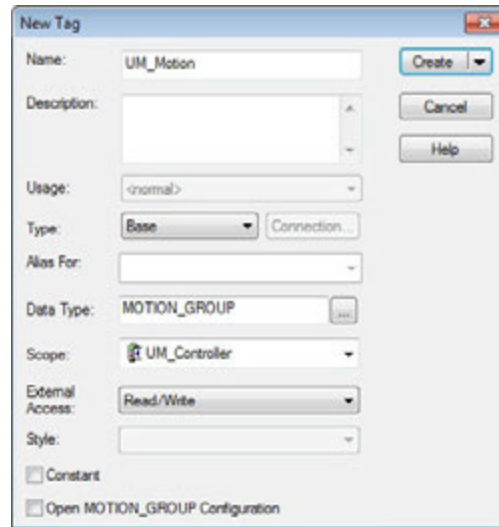 New Tag
Name: UM_Motion
Create
Description:
Cancel
Help
Usage: <normal>
Type: Base Connection...
Alias For:
Data Type: MOTION_GROUP ...
Scope: UM_Controller
External Access: Read/Write
Style:
Constant
Open MOTION_GROUP Configuration